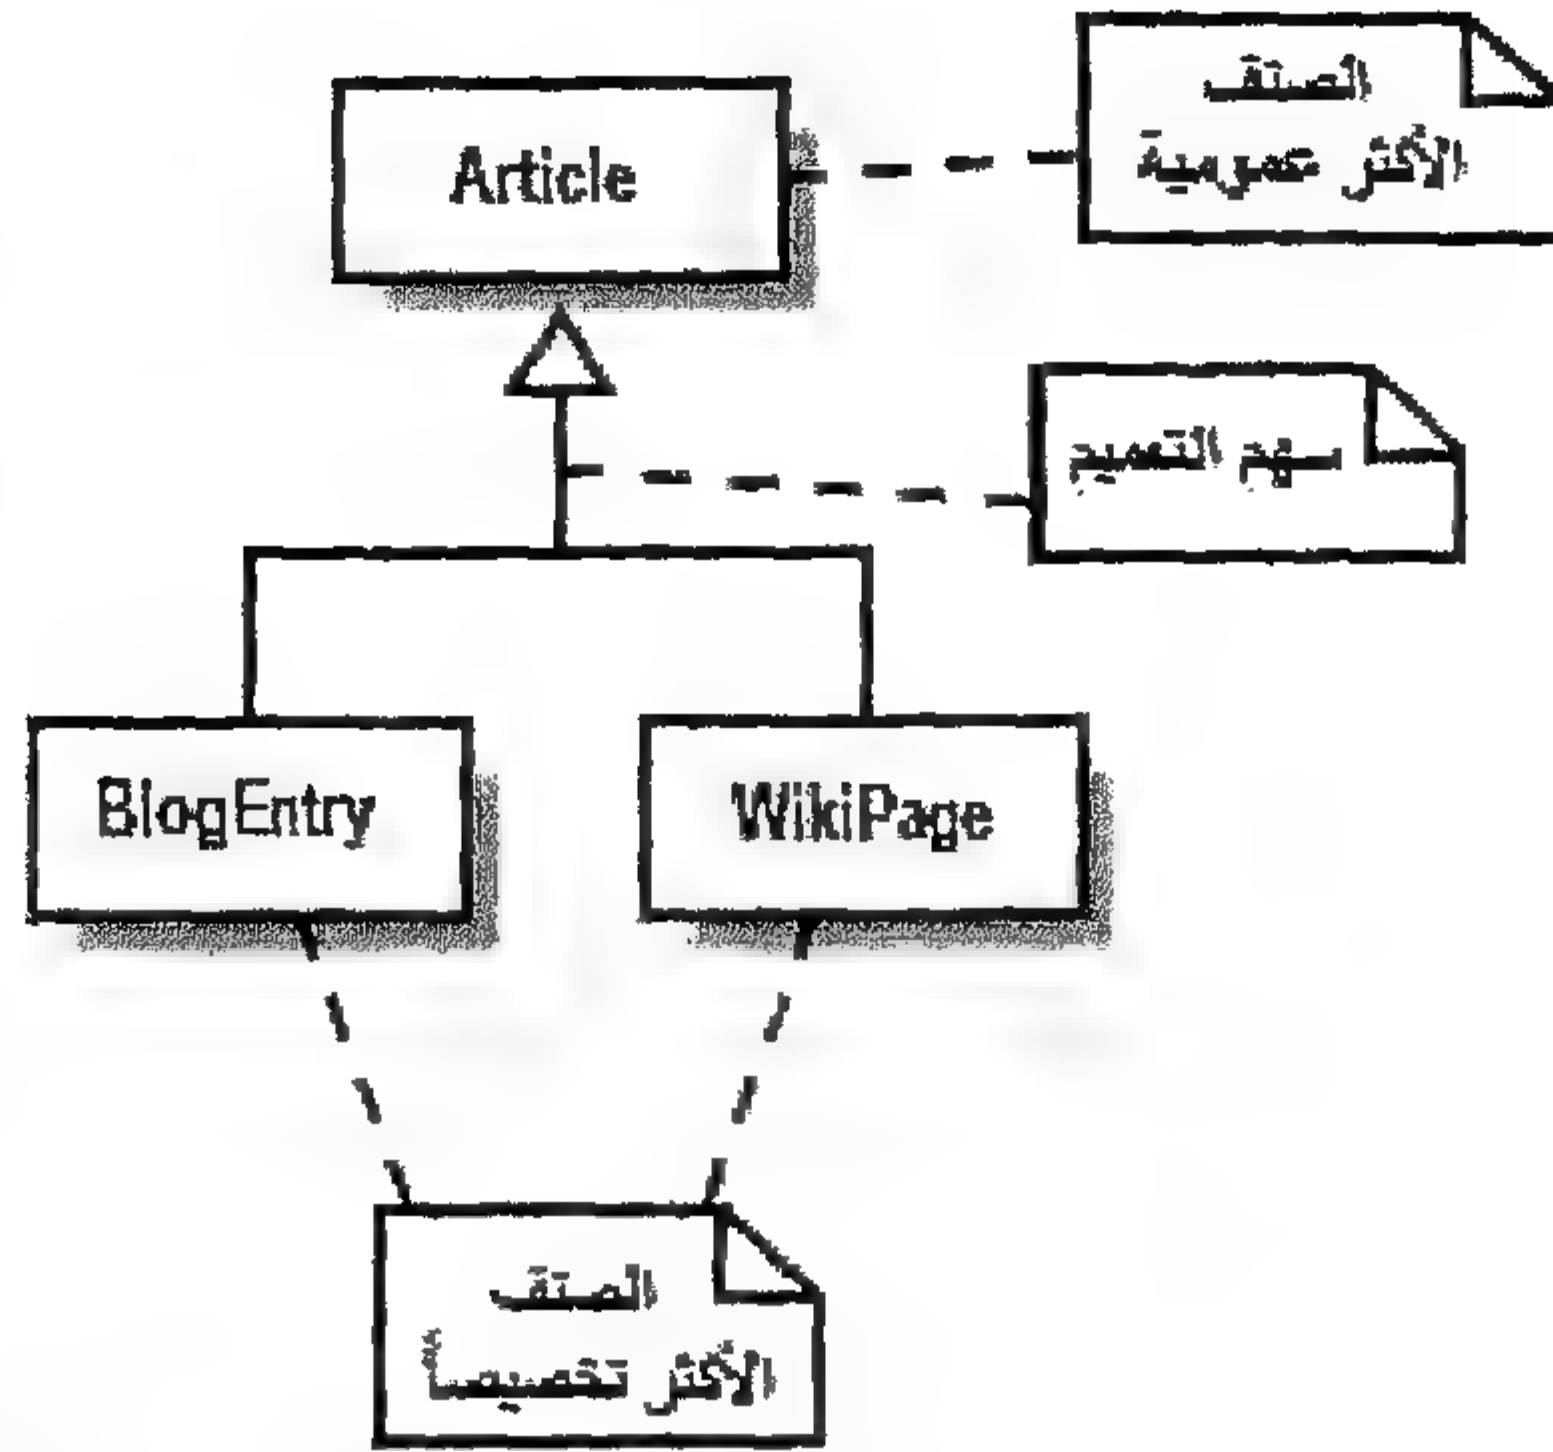 الصنف
الأكثر عمومية
Article
سهم التعميم
BlogEntry
WikiPage
الصنف
الأكثر تخصيصاً